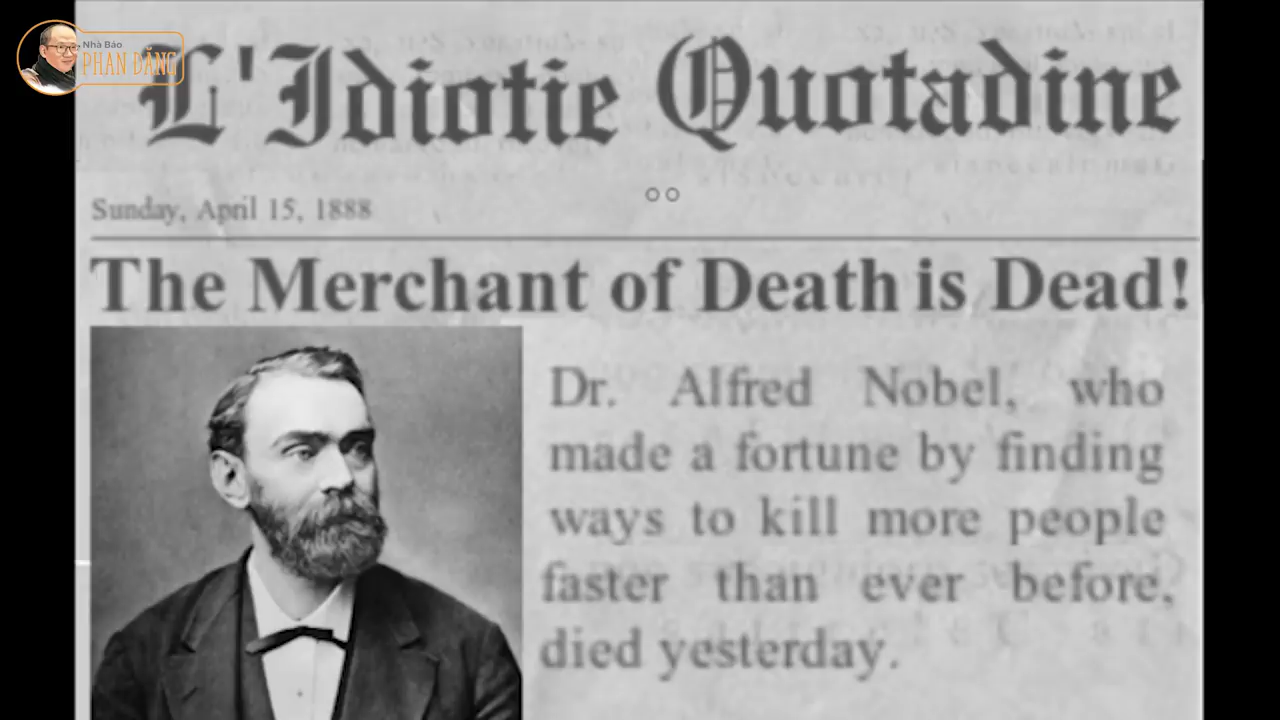 Nhà Báo
PHAN ĐĂNG
L'Idiotie Quotadine
Sunday, April 15, 1888
The Merchant of Death is Dead!
Dr. Alfred Nobel, who
made a fortune by finding
ways to kill more people
faster than ever before,
died yesterday.